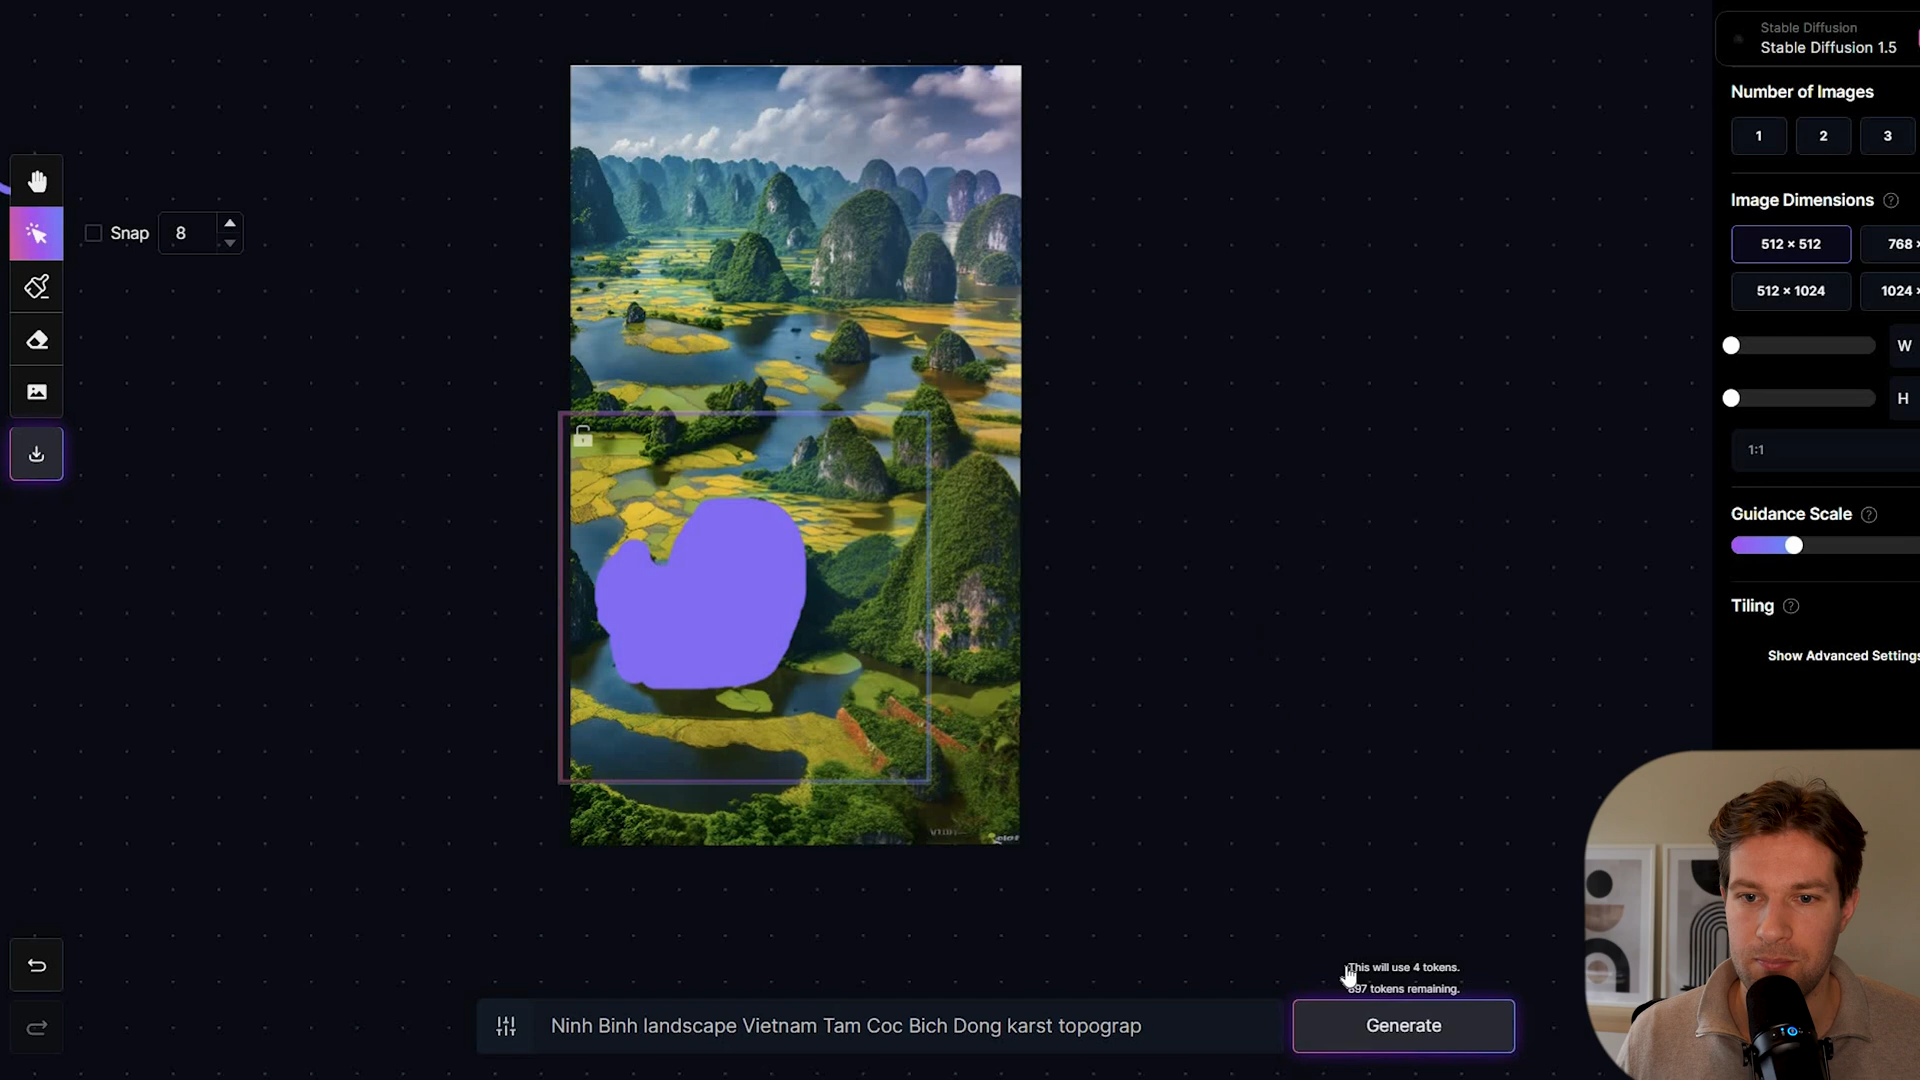 Stable Diffusion
Stable Diffusion 1.5
Number of Images
1 2 3
Image Dimensions ?
512 × 512 768 ×
512 × 1024 1024 ×
W
H
1:1
Guidance Scale ?
Tiling ?
Show Advanced Settings
Snap 8
This will use 4 tokens.
897 tokens remaining.
Ninh Binh landscape Vietnam Tam Coc Bich Dong karst topograp
Generate